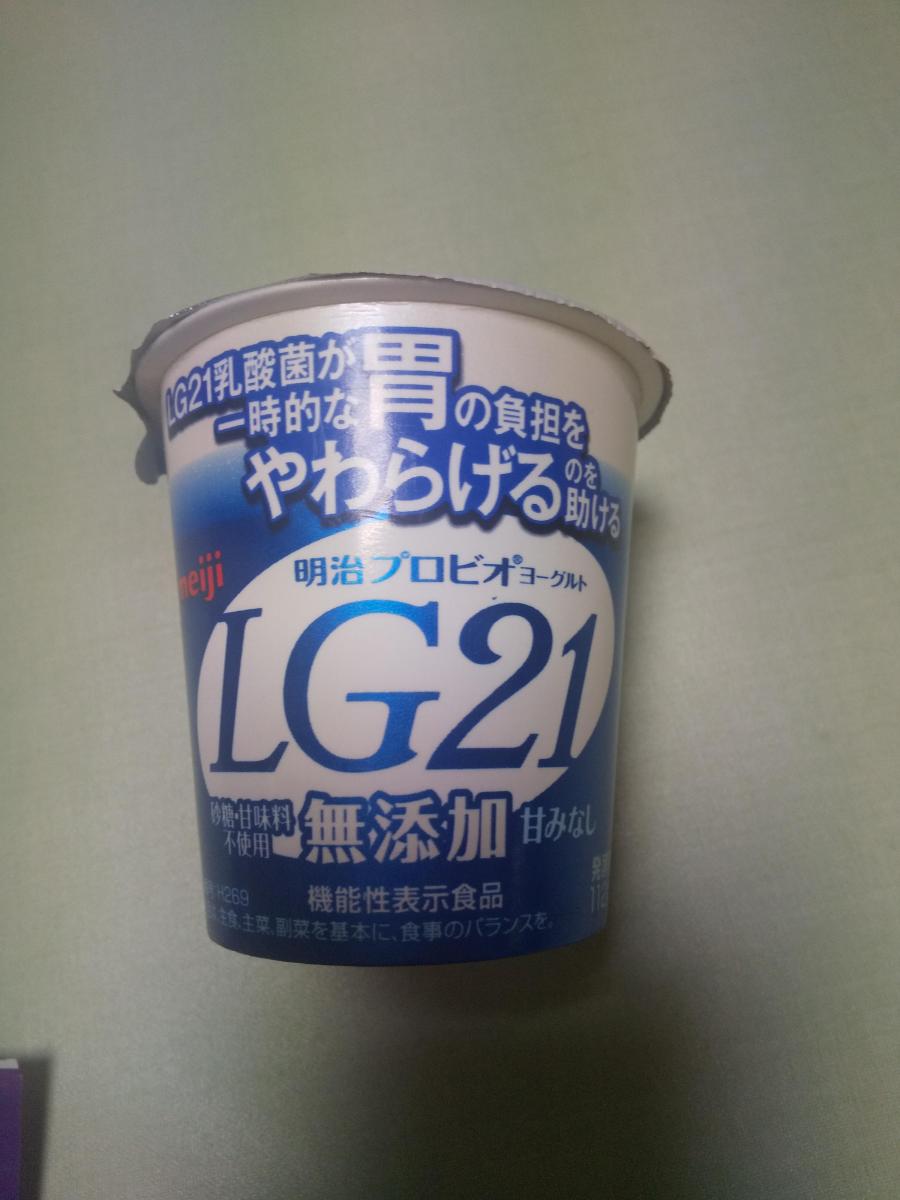 LG21乳酸菌が
一時的な胃の負担を
やわらげるのを
助ける
meiji
明治プロビオ®ヨーグルト
LG21
砂糖・甘味料
不使用
無添加 甘みなし
H269
機能性表示食品
主食、主菜、副菜を基本に、食事のバランスを。